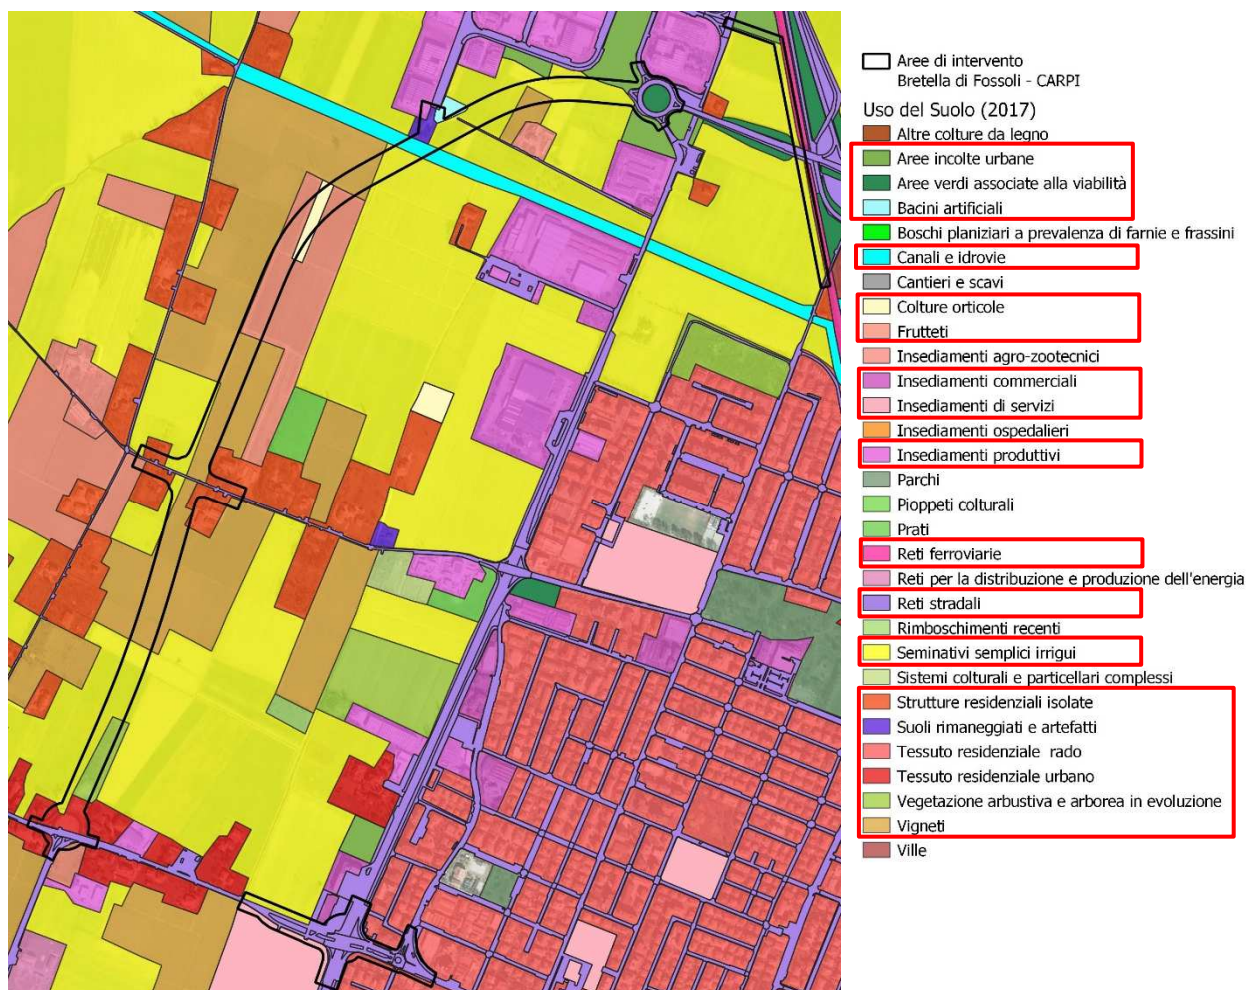 Aree di intervento
Bretella di Fossoli - CARPI
Uso del Suolo (2017)
Altre colture da legno
Aree incolte urbane
Aree verdi associate alla viabilità
Bacini artificiali
Boschi planiziari a prevalenza di farnie e frassini
Canali e idrovie
Cantieri e scavi
Colture orticole
Frutteti
Insediamenti agro-zootecnici
Insediamenti commerciali
Insediamenti di servizi
Insediamenti ospedalieri
Insediamenti produttivi
Parchi
Pioppeti colturali
Prati
Reti ferroviarie
Reti per la distribuzione e produzione dell'energia
Reti stradali
Rimboschimenti recenti
Seminativi semplici irrigui
Sistemi colturali e particellari complessi
Strutture residenziali isolate
Suoli rimaneggiati e artefatti
Tessuto residenziale rado
Tessuto residenziale urbano
Vegetazione arbustiva e arborea in evoluzione
Vigneti
Ville